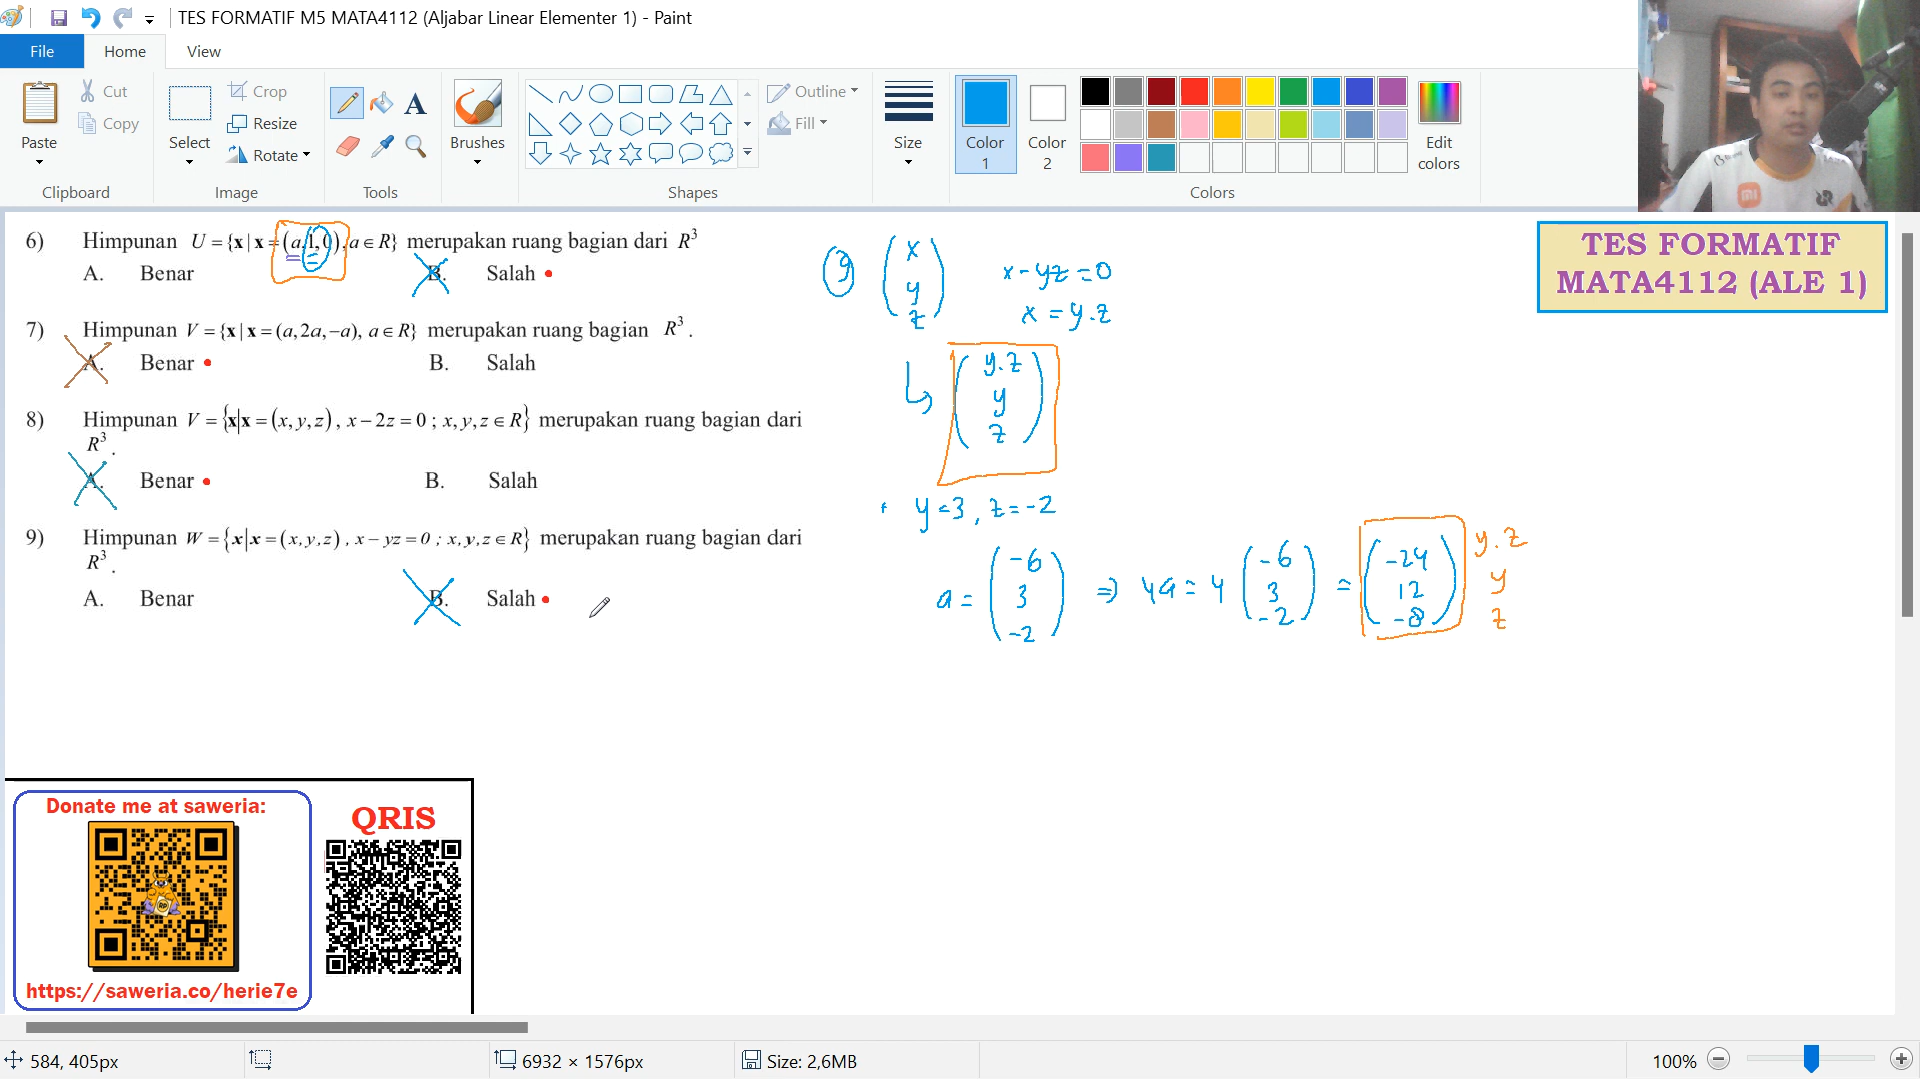 TES FORMATIF M5 MATA4112 (Aljabar Linear Elementer 1) - Paint
File Home View
Paste
Cut
Copy
Clipboard
Select
Crop
Resize
Rotate
Image
A
Tools
Brushes
Shapes
Outline
Fill
Size
Color 1
Color 2
Edit colors
Colors
6) Himpunan U = {x | x = (a,1,0), a ∈ R} merupakan ruang bagian dari R³
A. Benar B. Salah
7) Himpunan V = {x | x = (a, 2a, −a), a ∈ R} merupakan ruang bagian R³.
A. Benar B. Salah
8) Himpunan V = {x|x = (x, y, z), x − 2z = 0 ; x, y, z ∈ R} merupakan ruang bagian dari
R³.
A. Benar B. Salah
9) Himpunan W = {x|x = (x, y, z), x − yz = 0 ; x, y, z ∈ R} merupakan ruang bagian dari
R³.
A. Benar B. Salah
9 (x y z) x - yz = 0
x = y.z
(y.z y z)
y = 3, z = -2
a = (-6 3 -2) ⇒ 4a = 4 (-6 3 -2) = (-24 12 -8) y.z y z
TES FORMATIF
MATA4112 (ALE 1)
Donate me at saweria:
RP
https://saweria.co/herie7e
QRIS
584, 405px
6932 × 1576px
Size: 2,6MB
100%